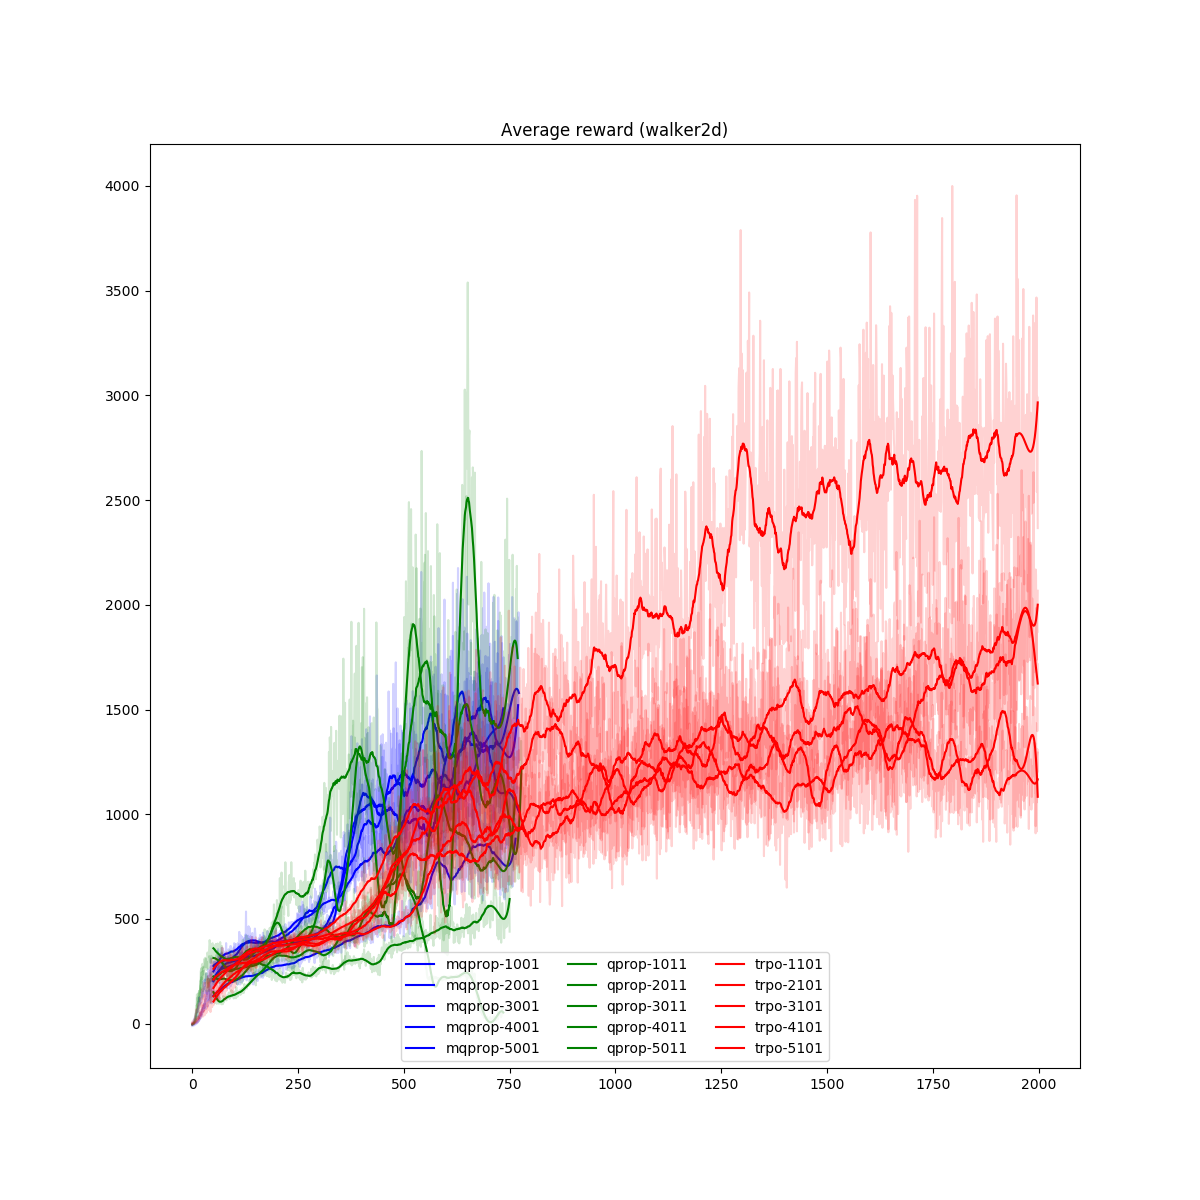 Average reward (walker2d)
4000
3500
3000
2500
2000
1500
1000
500
0
mqprop-1001 qprop-1011 trpo-1101
mqprop-2001 qprop-2011 trpo-2101
mqprop-3001 qprop-3011 trpo-3101
mqprop-4001 qprop-4011 trpo-4101
mqprop-5001 qprop-5011 trpo-5101
0 250 500 750 1000 1250 1500 1750 2000